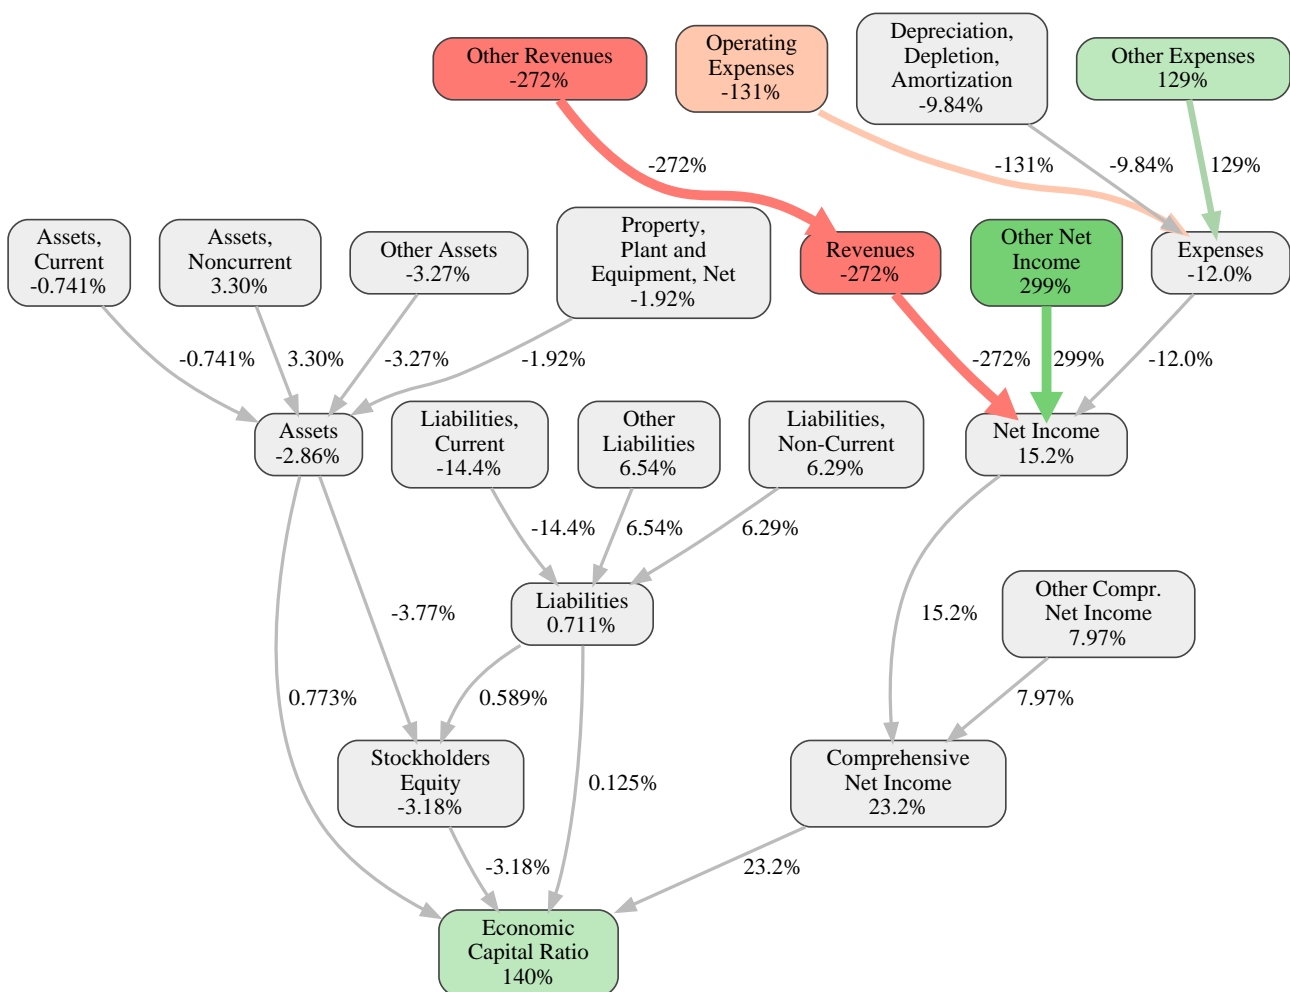 Other Revenues
-272%
Operating
Expenses
-131%
Depreciation,
Depletion,
Amortization
-9.84%
Other Expenses
129%
-272%
-131%
-9.84%
129%
Assets,
Current
-0.741%
Assets,
Noncurrent
3.30%
Other Assets
-3.27%
Property,
Plant and
Equipment, Net
-1.92%
Revenues
-272%
Other Net
Income
299%
Expenses
-12.0%
-0.741%
3.30%
-3.27%
-1.92%
-272%
299%
-12.0%
Assets
-2.86%
Liabilities,
Current
-14.4%
Other
Liabilities
6.54%
Liabilities,
Non-Current
6.29%
Net Income
15.2%
-14.4%
6.54%
6.29%
-3.77%
Liabilities
0.711%
15.2%
Other Compr.
Net Income
7.97%
0.773%
0.589%
7.97%
Stockholders
Equity
-3.18%
0.125%
Comprehensive
Net Income
23.2%
-3.18%
23.2%
Economic
Capital Ratio
140%